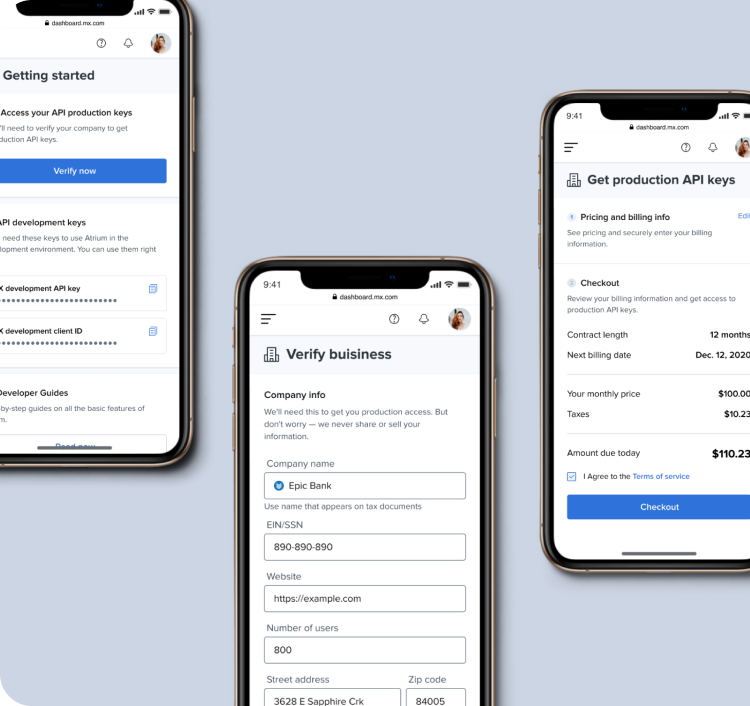 dashboard.mx.com
Getting started
Access your API production keys
need to verify your company to get
API keys.
Verify now
API development keys
need these keys to use Atrium in the
environment. You can use them right
development API key
development client ID
Developer Guides
guides on all the basic features of
9:41
dashboard.mx.com
Verify buisiness
Company info
We'll need this to get you production access. But
don't worry — we never share or sell your
information.
Company name
Epic Bank
Use name that appears on tax documents
EIN/SSN
890-890-890
Website
https://example.com
Number of users
800
Street address Zip code
3628 E Sapphire Crk 84005
9:41
dashboard.mx.com
Get production API keys
1 Pricing and billing info Edit
See pricing and securely enter your billing
information.
2 Checkout
Review your billing information and get access to
production API keys.
Contract length 12 months
Next billing date Dec. 12, 2020
Your monthly price $100.00
Taxes $10.23
Amount due today $110.23
I Agree to the Terms of service
Checkout